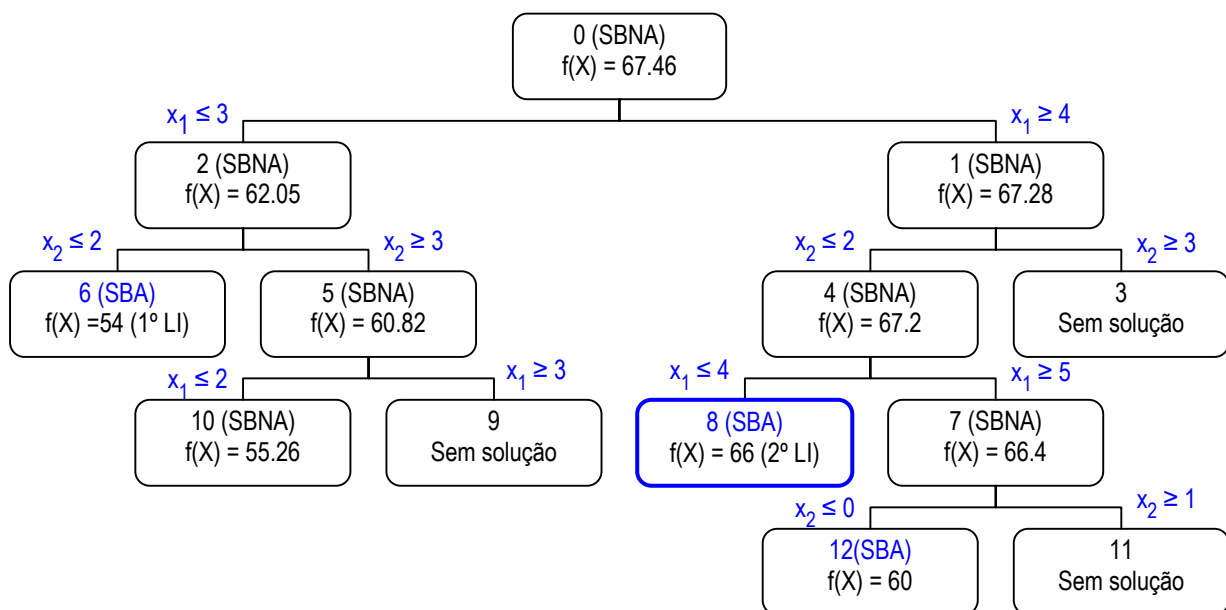 0 (SBNA)
f(X) = 67.46
x1 ≤ 3
x1 ≥ 4
2 (SBNA)
f(X) = 62.05
1 (SBNA)
f(X) = 67.28
x2 ≤ 2
x2 ≥ 3
x2 ≤ 2
x2 ≥ 3
6 (SBA)
f(X) =54 (1º LI)
5 (SBNA)
f(X) = 60.82
4 (SBNA)
f(X) = 67.2
3
Sem solução
x1 ≤ 2
x1 ≥ 3
x1 ≤ 4
x1 ≥ 5
10 (SBNA)
f(X) = 55.26
9
Sem solução
8 (SBA)
f(X) = 66 (2º LI)
7 (SBNA)
f(X) = 66.4
x2 ≤ 0
x2 ≥ 1
12(SBA)
f(X) = 60
11
Sem solução